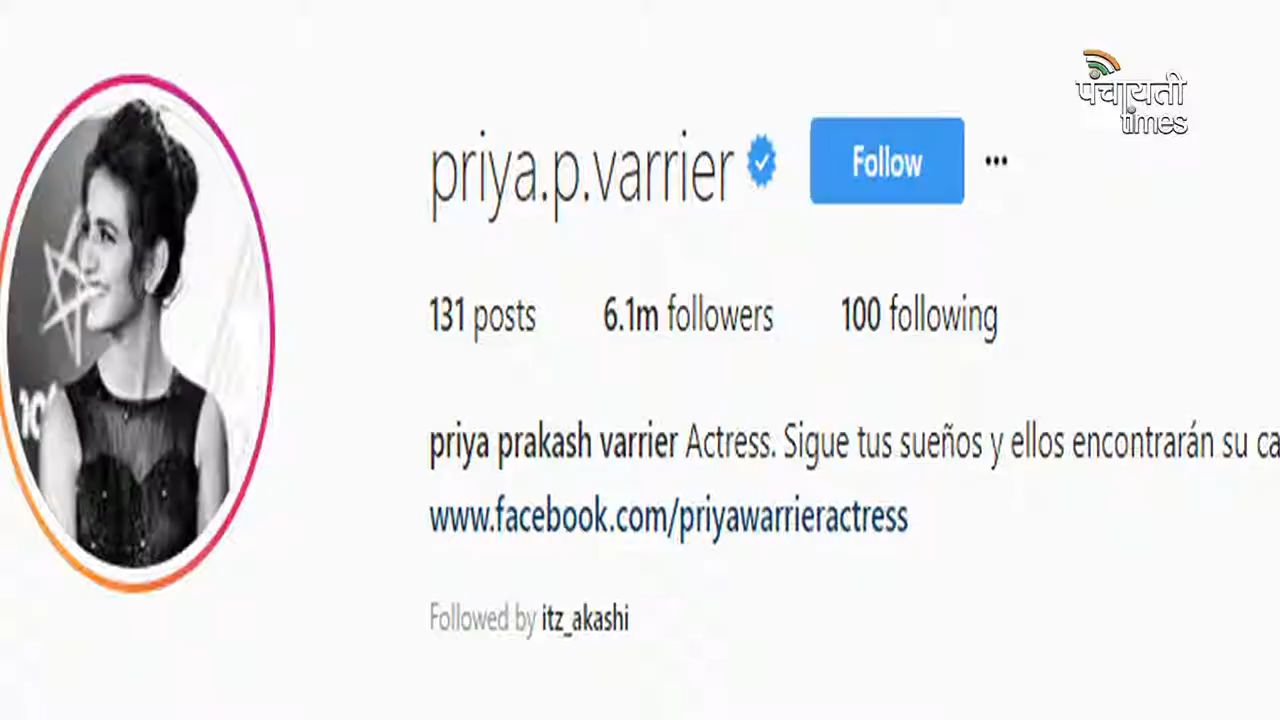 पंचायती
times
priya.p.varrier
Follow
131 posts 6.1m followers 100 following
priya prakash varrier Actress. Sigue tus sueños y ellos encontrarán su ca
www.facebook.com/priyawarrieractress
Followed by itz_akashi